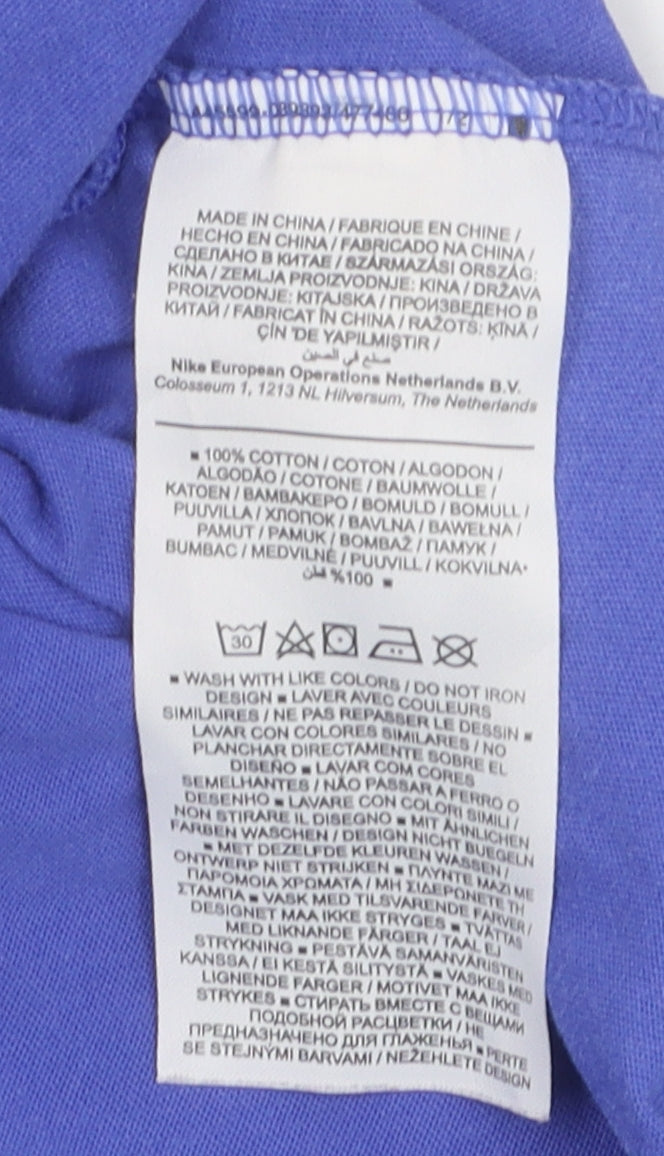 MADE IN CHINA / FABRIQUE EN CHINE /
HECHO EN CHINA / FABRICADO NA CHINA /
СДЕЛАНО В КИТАЕ / SZÁRMAZÁSI ORSZÁG:
KINA / ZEMLJA PROIZVODNJE: KINA / DRŽAVA
PROIZVODNJE: KITAJSKA / ПРОИЗВЕДЕНО В
КИТАЙ / FABRICAT ÎN CHINA / RAŽOTS: ĶĪNĀ /
ÇİN 'DE YAPILMIŞTIR /
صنع في الصين
Nike European Operations Netherlands B.V.
Colosseum 1, 1213 NL Hilversum, The Netherlands
■ 100% COTTON / COTON / ALGODON /
ALGODÃO / COTONE / BAUMWOLLE /
KATOEN / ΒΑΜΒΑΚΕΡΟ / BOMULD / BOMULL /
PUUVILLA / ХЛОПОК / BAVLNA / BAWEŁNA /
PAMUT / PAMUK / BOMBAŽ / ПАМУК /
BUMBAC / MEDVILNĖ / PUUVILL / KOKVILNA•
قطن %100 ■
30
■ WASH WITH LIKE COLORS / DO NOT IRON
DESIGN ■ LAVER AVEC COULEURS
SIMILAIRES / NE PAS REPASSER LE DESSIN ■
LAVAR CON COLORES SIMILARES / NO
PLANCHAR DIRECTAMENTE SOBRE EL
DISEÑO ■ LAVAR COM CORES
SEMELHANTES / NÃO PASSAR A FERRO O
DESENHO ■ LAVARE CON COLORI SIMILI /
NON STIRARE IL DISEGNO ■ MIT ÄHNLICHEN
FARBEN WASCHEN / DESIGN NICHT BUEGELN
■ MET DEZELFDE KLEUREN WASSEN /
ONTWERP NIET STRIJKEN ■ ΠΛΥΝΤΕ ΜΑΖΙ ΜΕ
ΠΑΡΟΜΟΙΑ ΧΡΩΜΑΤΑ / ΜΗ ΣΙΔΕΡΩΝΕΤΕ ΤΗ
ΣΤΑΜΠΑ ■ VASK MED TILSVARENDE FARVER /
DESIGNET MAA IKKE STRYGES ■ TVÄTTAS
MED LIKNANDE FÄRGER / TAAL EJ
STRYKNING ■ PESTÄVÄ SAMANVÄRISTEN
KANSSA / EI KESTÄ SILITYSTÄ ■ VASKES MED
LIGNENDE FARGER / MOTIVET MAA IKKE
STRYKES ■ СТИРАТЬ ВМЕСТЕ С ВЕЩАМИ
ПОДОБНОЙ РАСЦВЕТКИ / НЕ
ПРЕДНАЗНАЧЕНО ДЛЯ ГЛАЖЕНЬЯ ■ PERTE
SE STEJNÝMI BARVAMI / NEŽEHLETE DESIGN